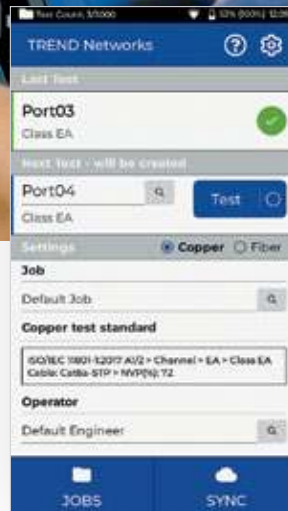 Test Count: 1/1000
TREND Networks
Last Test
Port03
Class EA
Next Test - will be created
Port04
Test
Class EA
Settings
Copper
Fiber
Job
Default Job
Copper test standard
ISO/IEC 11801-1:2017 A1/2 > Channel > EA > Class EA
Cable: Cat6a-STP > NVP(%): 72
Operator
Default Engineer
JOBS
SYNC